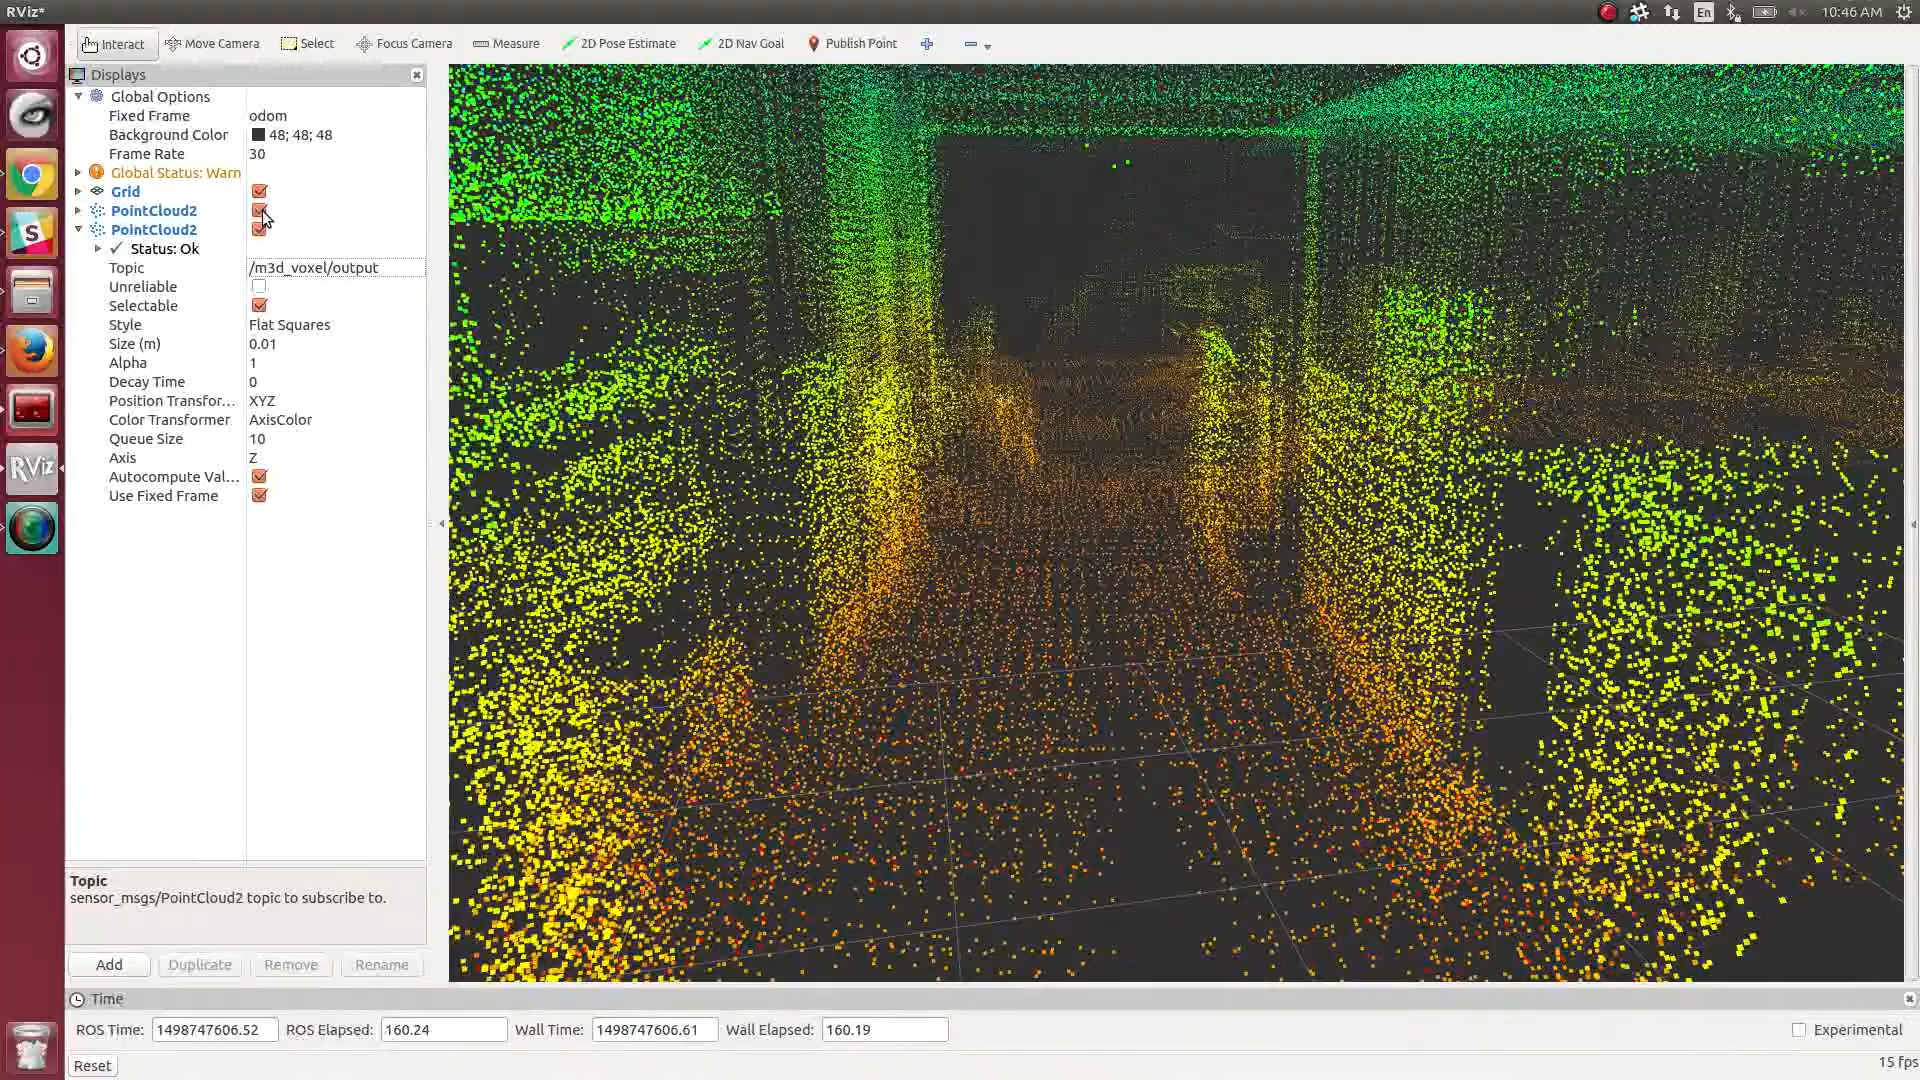 RViz*
En
10:46 AM
Interact
Move Camera
Select
Focus Camera
Measure
2D Pose Estimate
2D Nav Goal
Publish Point
Displays
Global Options
Fixed Frame odom
Background Color 48; 48; 48
Frame Rate 30
Global Status: Warn
Grid
PointCloud2
PointCloud2
Status: Ok
Topic /m3d_voxel/output
Unreliable
Selectable
Style Flat Squares
Size (m) 0.01
Alpha 1
Decay Time 0
Position Transfor... XYZ
Color Transformer AxisColor
Queue Size 10
Axis Z
Autocompute Val...
Use Fixed Frame
S
RViz
Topic
sensor_msgs/PointCloud2 topic to subscribe to.
Add Duplicate Remove Rename
Time
ROS Time: 1498747606.52 ROS Elapsed: 160.24 Wall Time: 1498747606.61 Wall Elapsed: 160.19 Experimental
Reset
15 fps